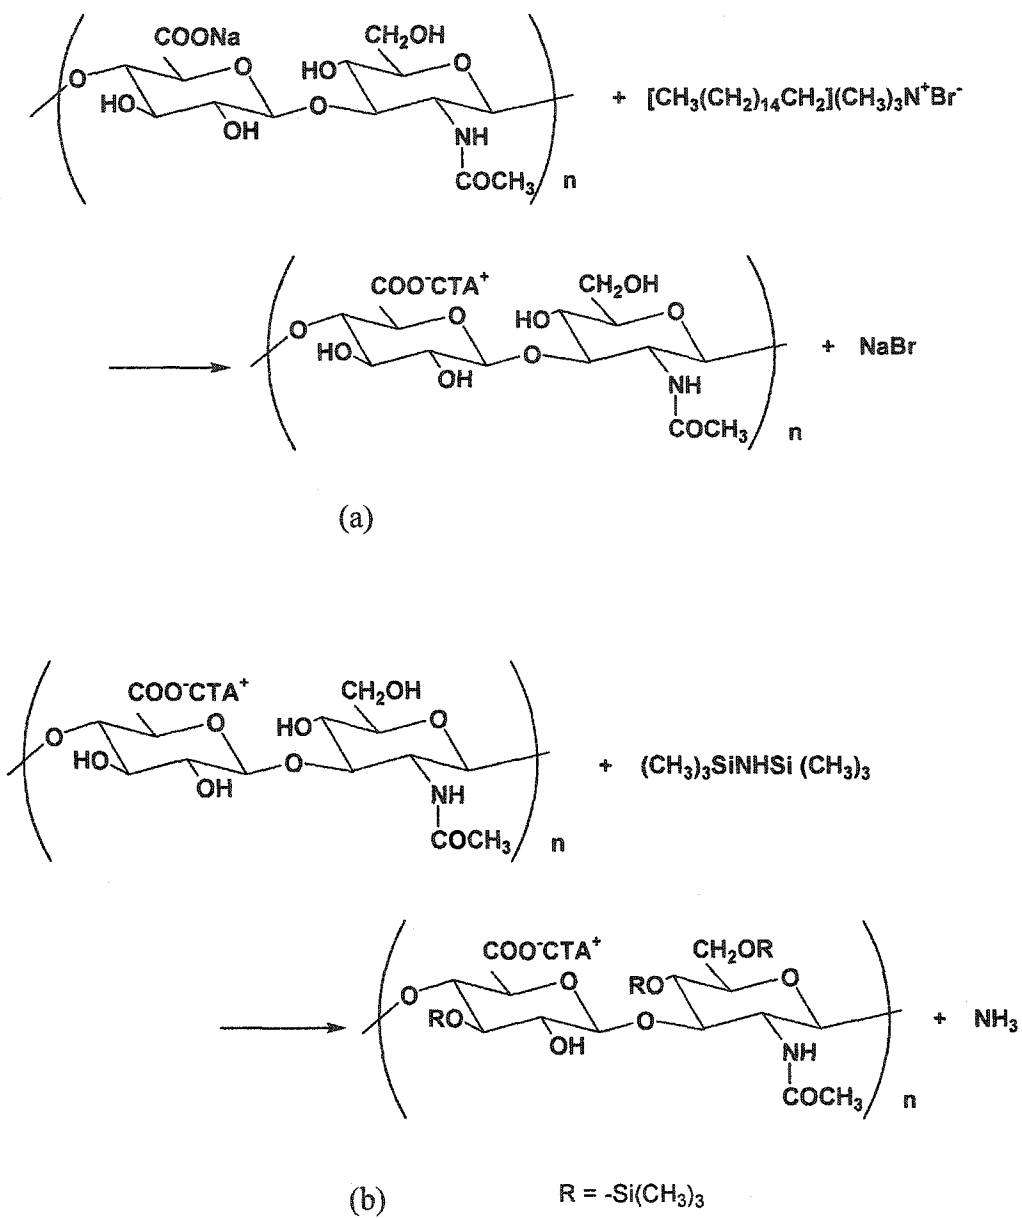 COONa CH₂OH
O O HO O
HO O + [CH₃(CH₂)₁₄CH₂](CH₃)₃N⁺Br⁻
OH NH
COCH₃ n
COO⁻CTA⁺ CH₂OH
O O HO O
HO O + NaBr
OH NH
COCH₃ n
(a)
COO⁻CTA⁺ CH₂OH
O O HO O
HO O + (CH₃)₃SiNHSi (CH₃)₃
OH NH
COCH₃ n
COO⁻CTA⁺ CH₂OR
O O RO O
RO O + NH₃
OH NH
COCH₃ n
(b) R = -Si(CH₃)₃